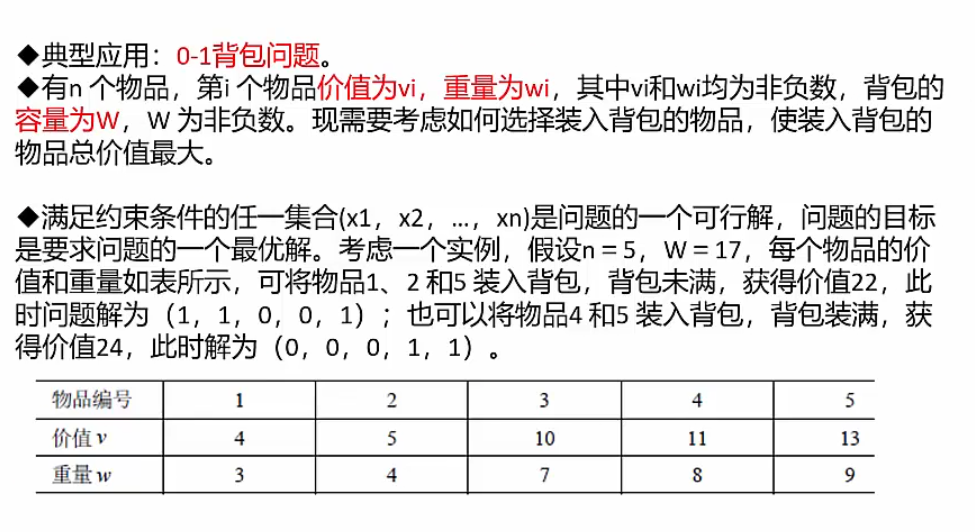 ◆典型应用：0-1背包问题。
◆有n 个物品，第i 个物品价值为vi，重量为wi，其中vi和wi均为非负数，背包的
容量为W，W 为非负数。现需要考虑如何选择装入背包的物品，使装入背包的
物品总价值最大。
◆满足约束条件的任一集合(x1，x2，...，xn)是问题的一个可行解，问题的目标
是要求问题的一个最优解。考虑一个实例，假设n = 5，W = 17，每个物品的价
值和重量如表所示，可将物品1、2 和5 装入背包，背包未满，获得价值22，此
时问题解为（1，1，0，0，1）；也可以将物品4 和5 装入背包，背包装满，获
得价值24，此时解为（0，0，0，1，1）。
物品编号 1 2 3 4 5
价值 v 4 5 10 11 13
重量 w 3 4 7 8 9